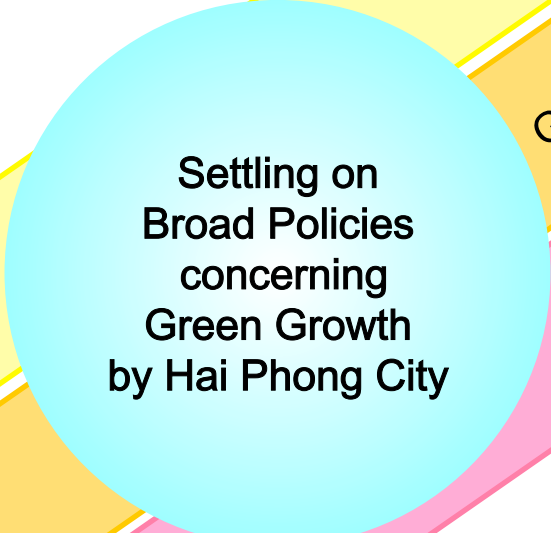 Settling on
Broad Policies
concerning
Green Growth
by Hai Phong City